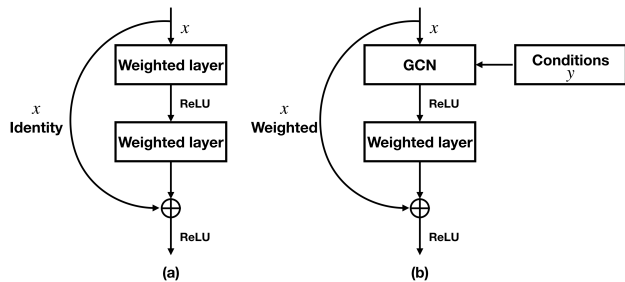 x
Weighted layer
ReLU
x
Identity
Weighted layer
ReLU
(a)
x
GCN
Conditions
y
ReLU
x
Weighted
Weighted layer
ReLU
(b)